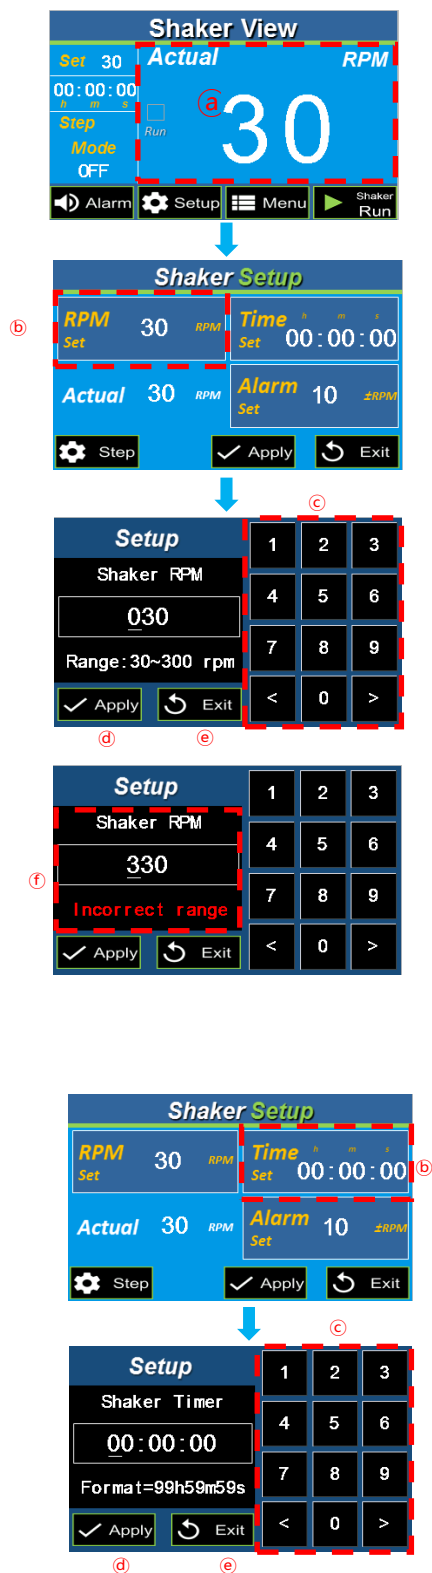 Shaker View
Set 30
Actual RPM
00:00:00
h m s
ⓐ
30
Run
Step
Mode
OFF
Alarm Setup Menu Shaker Run
Shaker Setup
ⓑ
RPM Set 30 RPM
Time Set h m s 00:00:00
Actual 30 RPM
Alarm Set 10 ±RPM
Step Apply Exit
ⓒ
Setup
Shaker RPM
030
Range:30~300 rpm
Apply Exit
ⓓ ⓔ
1 2 3
4 5 6
7 8 9
< 0 >
Setup
Shaker RPM
330
ⓕ
Incorrect range
Apply Exit
1 2 3
4 5 6
7 8 9
< 0 >
Shaker Setup
RPM Set 30 RPM
Time Set h m s 00:00:00
ⓑ
Actual 30 RPM
Alarm Set 10 ±RPM
Step Apply Exit
ⓒ
Setup
Shaker Timer
00:00:00
Format=99h59m59s
Apply Exit
ⓓ ⓔ
1 2 3
4 5 6
7 8 9
< 0 >